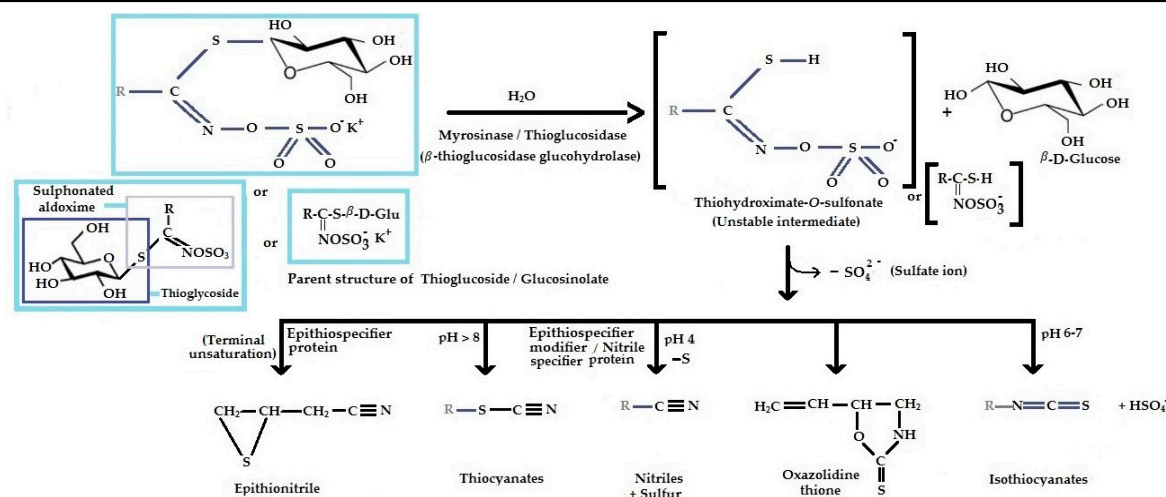 HO
S
OH
OH
O
OH
R
C
N
O
S
O⁻ K⁺
O
O
H₂O
Myrosinase / Thioglucosidase
(β-thioglucosidase glucohydrolase)
S
H
R
C
N
O
S
O⁻
O
O
Thiohydroximate-O-sulfonate
(Unstable intermediate)
+
HO
HO
OH
OH
O
OH
β-D-Glucose
or
R-C-S-H
NOSO₃⁻
Sulphonated
aldoxime
R
C
S
NOSO₃
OH
O
HO
HO
OH
Thioglycoside
or
or
R-C-S-β-D-Glu
NOSO₃⁻ K⁺
Parent structure of Thioglucoside / Glucosinolate
− SO₄²⁻ (Sulfate ion)
(Terminal
unsaturation)
Epithiospecifier
protein
pH > 8
Epithiospecifier
modifier / Nitrile
specifier protein
pH 4
−S
pH 6-7
CH₂—CH—CH₂—C≡N
S
Epithionitrile
R—S—C≡N
Thiocyanates
R—C≡N
Nitriles
+ Sulfur
H₂C=CH—CH—CH₂
O
NH
C
S
Oxazolidine
thione
R—N=C=S
+ HSO₄⁻
Isothiocyanates